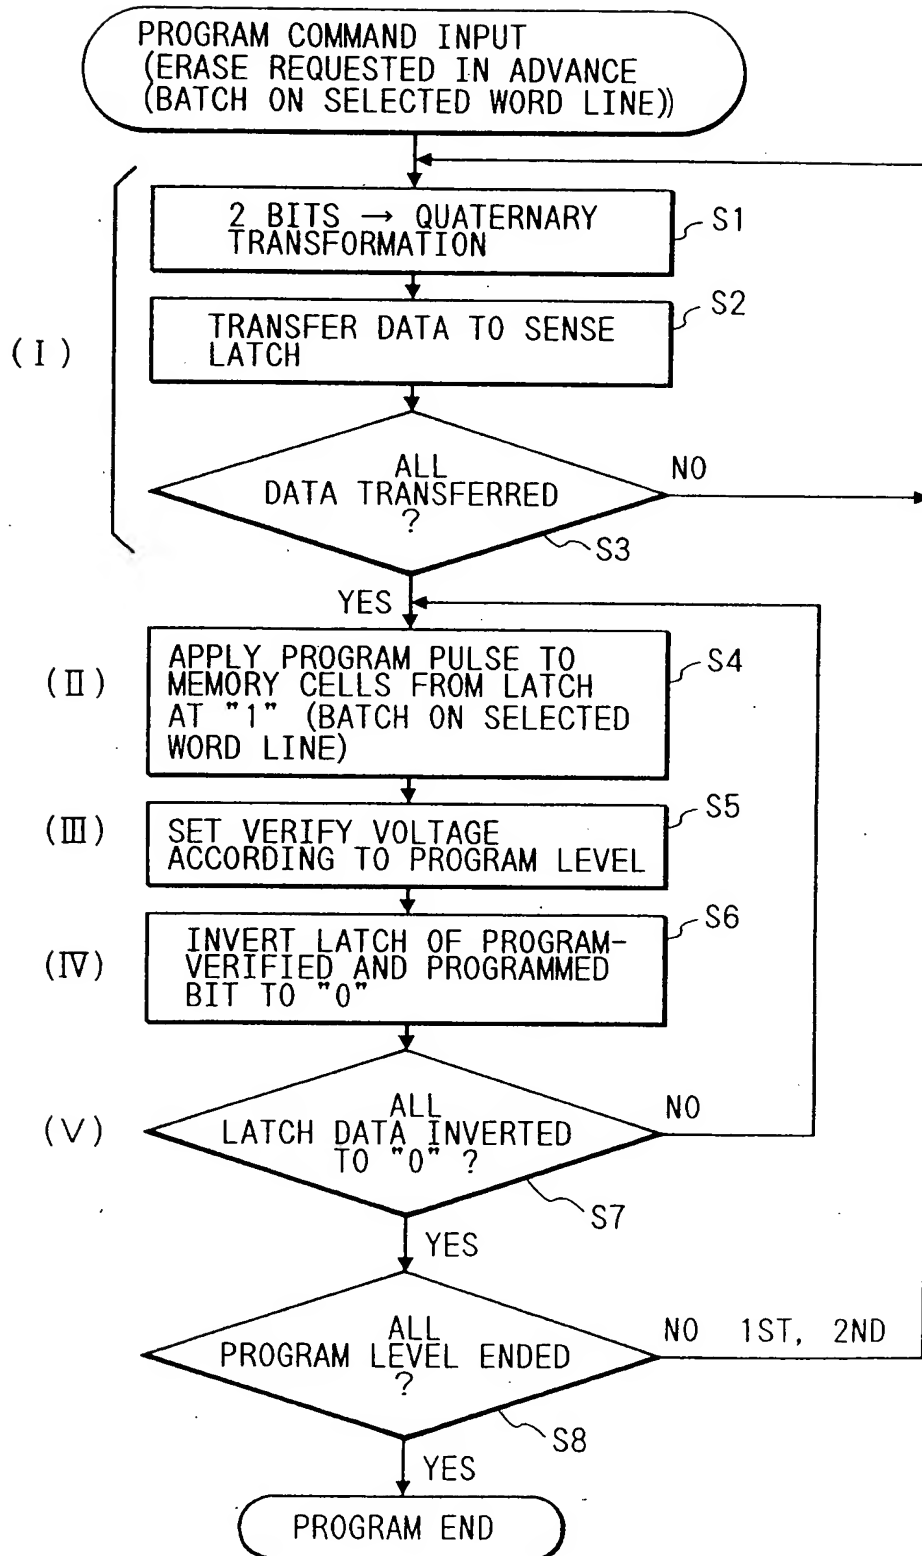 PROGRAM COMMAND INPUT
(ERASE REQUESTED IN ADVANCE
(BATCH ON SELECTED WORD LINE))
2 BITS → QUATERNARY
TRANSFORMATION
S1
TRANSFER DATA TO SENSE
LATCH
S2
(I)
ALL
DATA TRANSFERRED
?
NO
S3
YES
(II)
APPLY PROGRAM PULSE TO
MEMORY CELLS FROM LATCH
AT "1" (BATCH ON SELECTED
WORD LINE)
S4
(III)
SET VERIFY VOLTAGE
ACCORDING TO PROGRAM LEVEL
S5
(IV)
INVERT LATCH OF PROGRAM-
VERIFIED AND PROGRAMMED
BIT TO "0"
S6
(V)
ALL
LATCH DATA INVERTED
TO "0" ?
NO
S7
YES
ALL
PROGRAM LEVEL ENDED
?
NO 1ST, 2ND
S8
YES
PROGRAM END